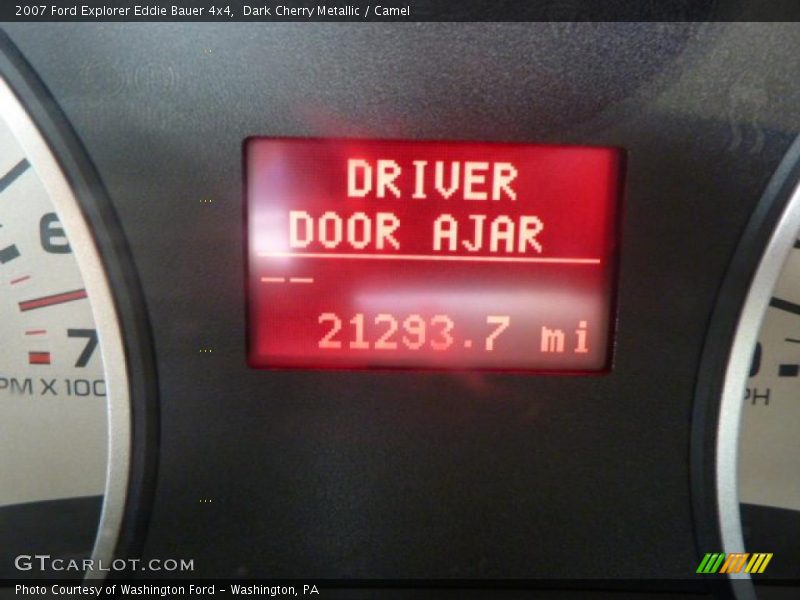 2007 Ford Explorer Eddie Bauer 4x4,  Dark Cherry Metallic / Camel
DRIVER
DOOR AJAR
--
21293.7 mi
6
7
PM X 100
PH
GTCARLOT.COM
Photo Courtesy of Washington Ford - Washington, PA